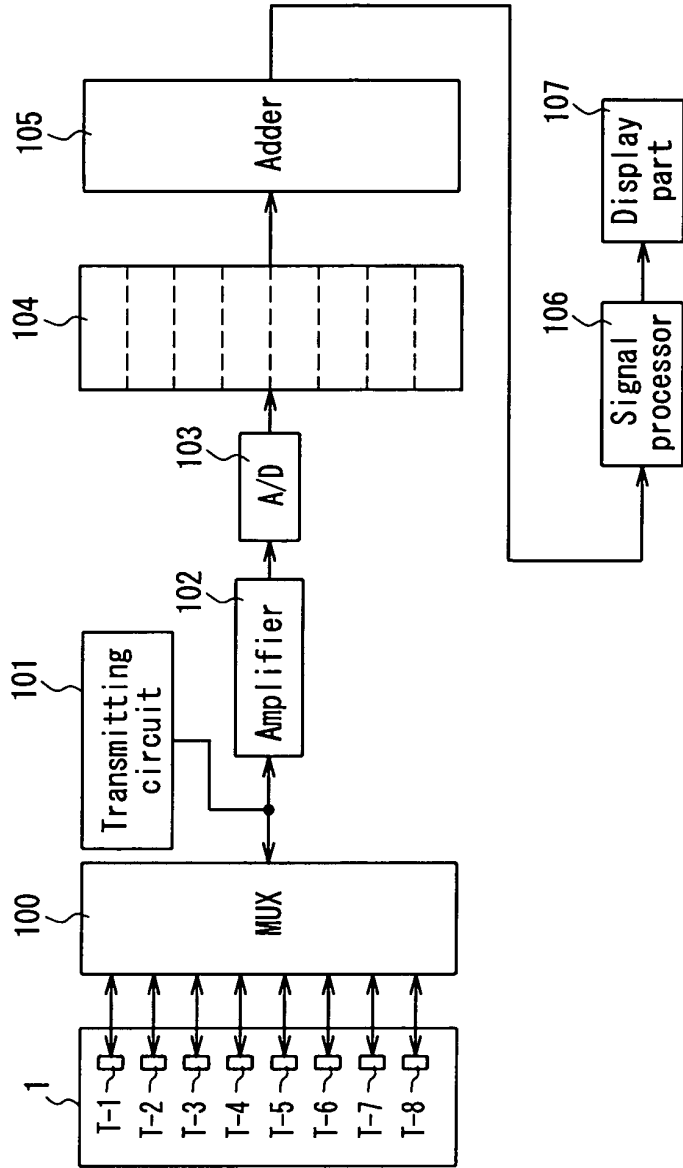 1
T-1
T-2
T-3
T-4
T-5
T-6
T-7
T-8
100
MUX
101
Transmitting
circuit
102
Amplifier
103
A/D
104
105
Adder
106
Signal
processor
107
Display
part